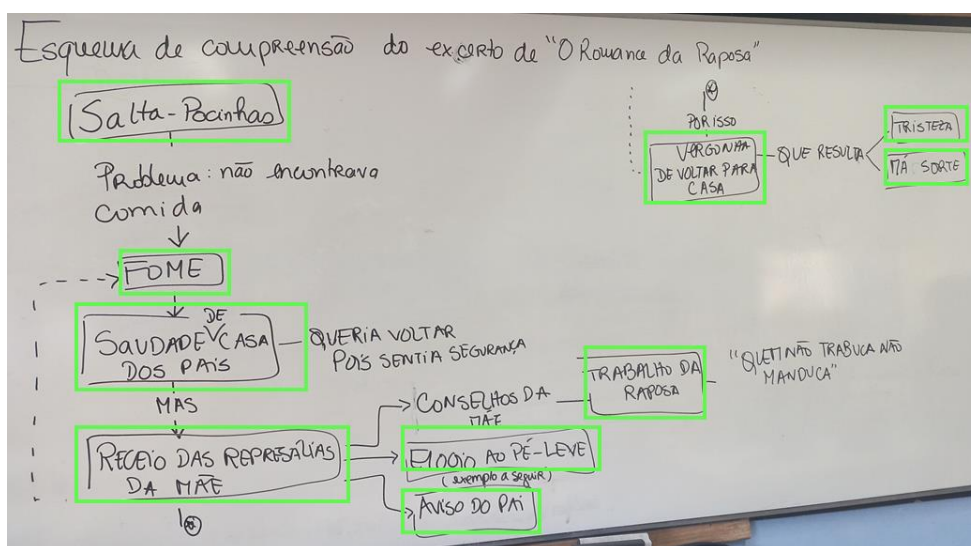 Esquema de compreensão do excerto de "O Romance da Raposa"
Salta-Pocinhas
Problema: não encontrava
comida
FOME
SAUDADE DE CASA
DOS PAIS
QUERIA VOLTAR
POIS SENTIA SEGURANÇA
MAS
RECEIO DAS REPRESÁLIAS
DA MÃE
CONSELHOS DA
MÃE
TRABALHO DA
RAPOSA
"QUEM NÃO TRABUCA NÃO
MANDUCA"
ELOGIO AO PÉ-LEVE
(exemplo a seguir)
AVISO DO PAI
POR ISSO
VERGONHA
DE VOLTAR PARA
CASA
QUE RESULTA
TRISTEZA
MÁ SORTE